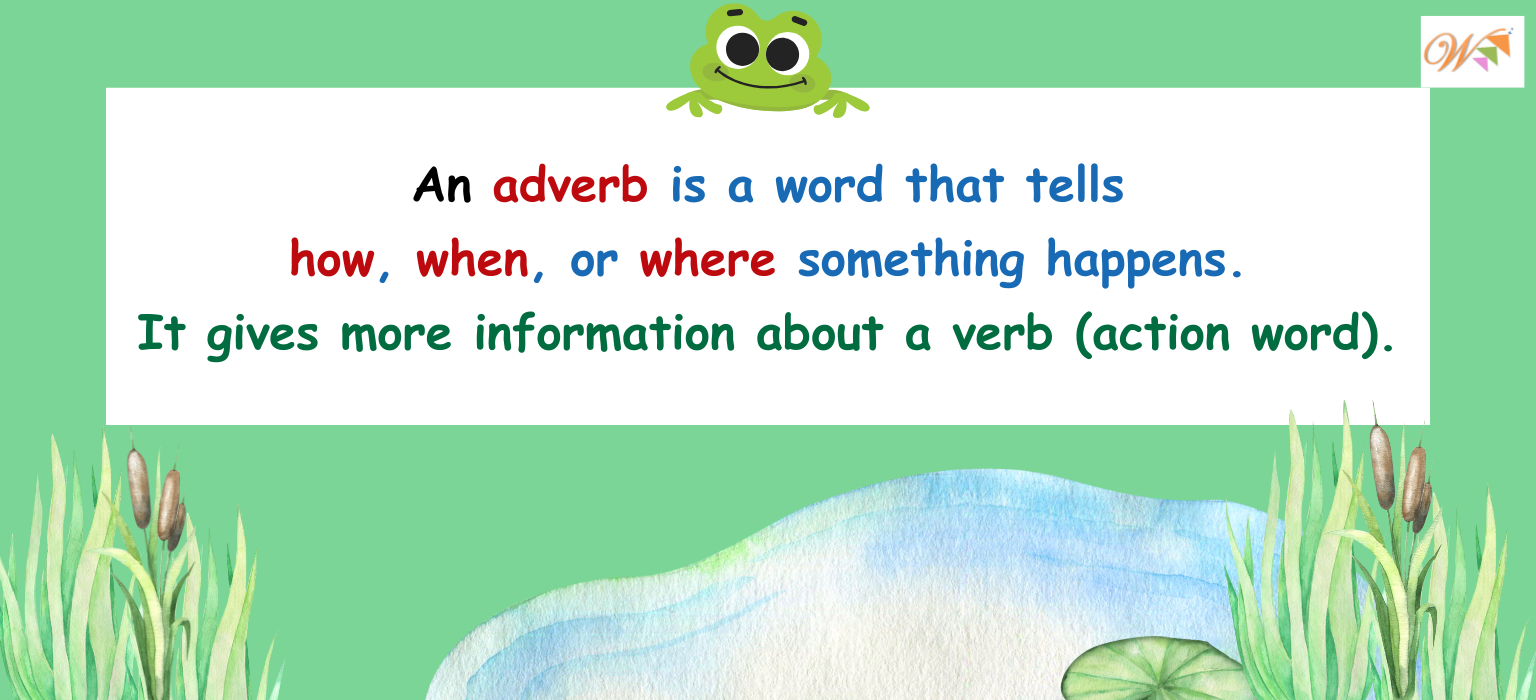 An adverb is a word that tells
how, when, or where something happens.
It gives more information about a verb (action word).